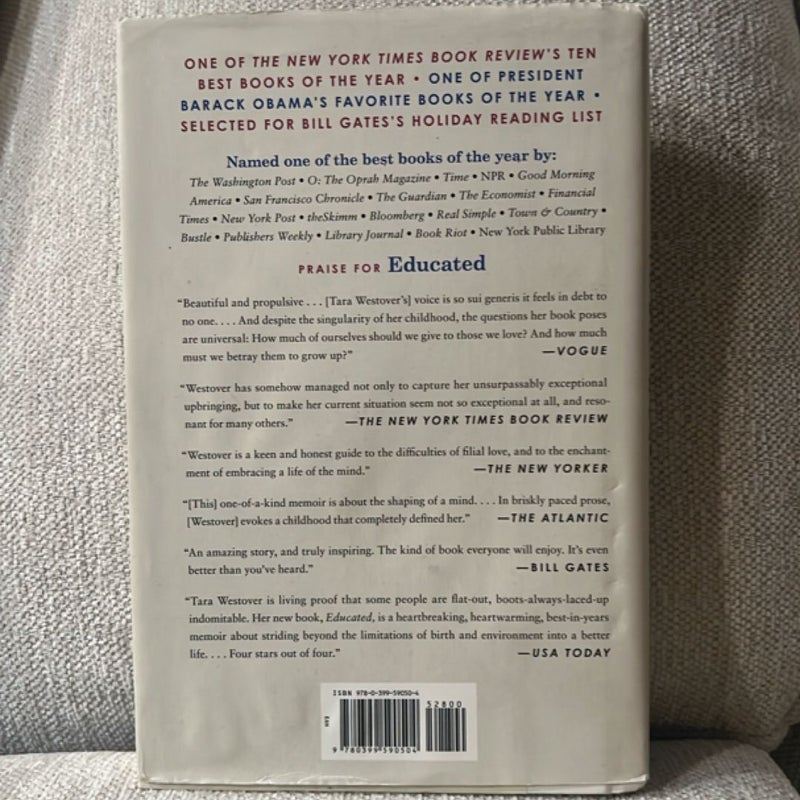 ONE OF THE NEW YORK TIMES BOOK REVIEW'S TEN
BEST BOOKS OF THE YEAR • ONE OF PRESIDENT
BARACK OBAMA'S FAVORITE BOOKS OF THE YEAR •
SELECTED FOR BILL GATES'S HOLIDAY READING LIST
Named one of the best books of the year by:
The Washington Post • O: The Oprah Magazine • Time • NPR • Good Morning
America • San Francisco Chronicle • The Guardian • The Economist • Financial
Times • New York Post • theSkimm • Bloomberg • Real Simple • Town & Country •
Bustle • Publishers Weekly • Library Journal • Book Riot • New York Public Library
PRAISE FOR Educated
“Beautiful and propulsive . . . [Tara Westover's] voice is so sui generis it feels in debt to
no one. . . . And despite the singularity of her childhood, the questions her book poses
are universal: How much of ourselves should we give to those we love? And how much
must we betray them to grow up?” —VOGUE
“Westover has somehow managed not only to capture her unsurpassably exceptional
upbringing, but to make her current situation seem not so exceptional at all, and reso-
nant for many others.” —THE NEW YORK TIMES BOOK REVIEW
“Westover is a keen and honest guide to the difficulties of filial love, and to the enchant-
ment of embracing a life of the mind.” —THE NEW YORKER
“[This] one-of-a-kind memoir is about the shaping of a mind. . . . In briskly paced prose,
[Westover] evokes a childhood that completely defined her.” —THE ATLANTIC
“An amazing story, and truly inspiring. The kind of book everyone will enjoy. It's even
better than you've heard.” —BILL GATES
“Tara Westover is living proof that some people are flat-out, boots-always-laced-up
indomitable. Her new book, Educated, is a heartbreaking, heartwarming, best-in-years
memoir about striding beyond the limitations of birth and environment into a better
life. . . . Four stars out of four.” —USA TODAY
ISBN 978-0-399-59050-4
52800
9 780399 590504